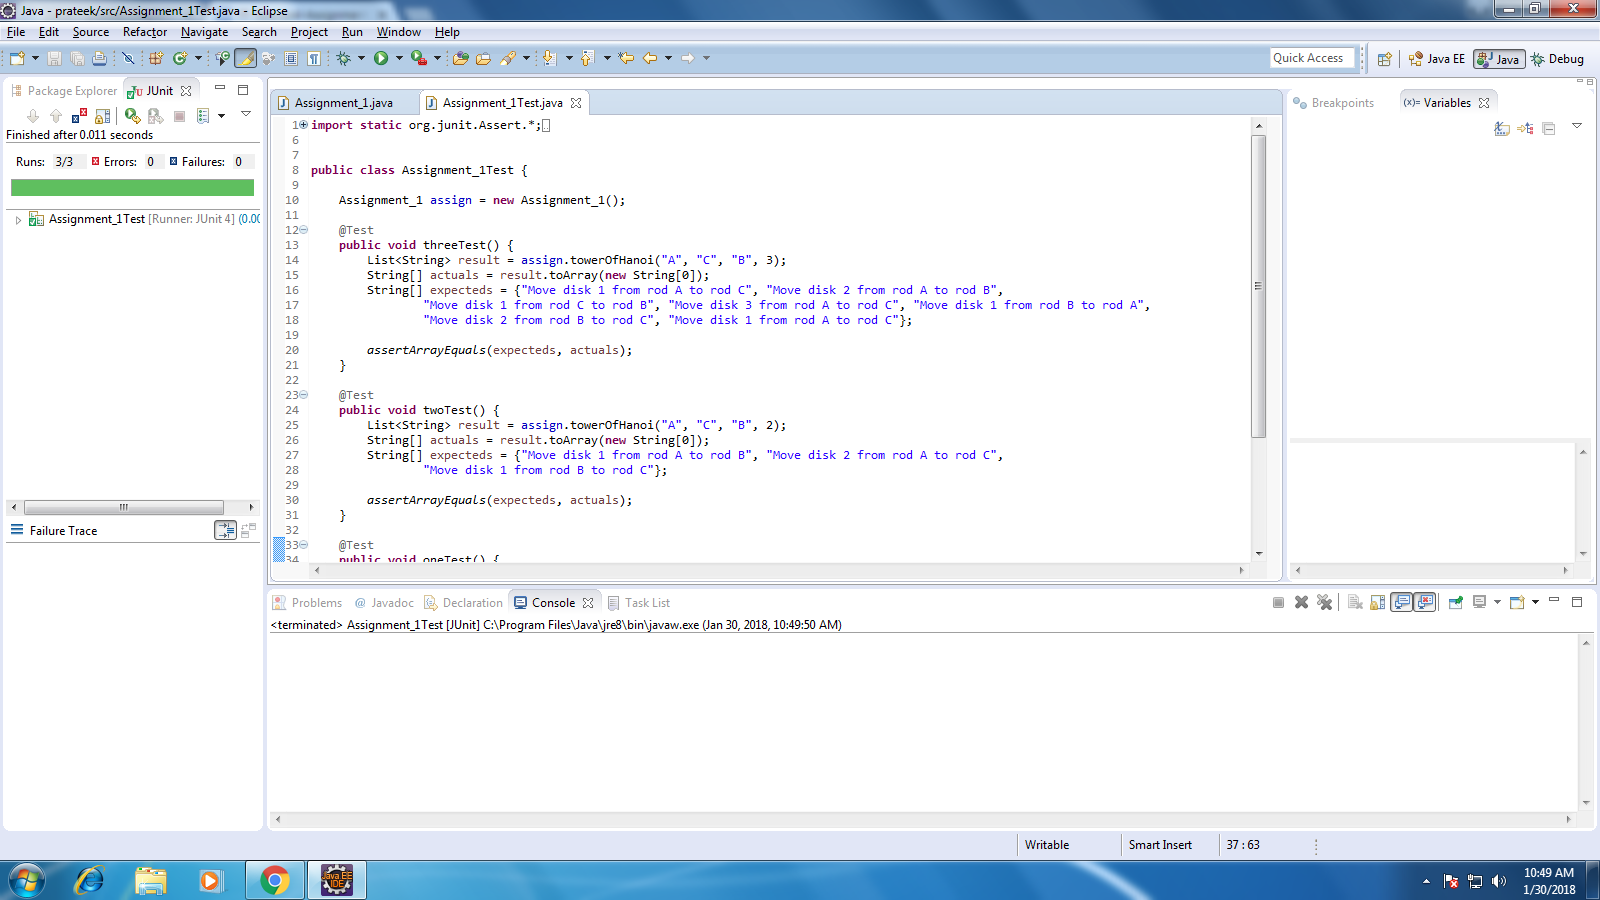 Java - prateek/src/Assignment_1Test.java - Eclipse
File Edit Source Refactor Navigate Search Project Run Window Help
Quick Access Java EE Java Debug
Package Explorer JUnit
Finished after 0.011 seconds
Runs: 3/3 Errors: 0 Failures: 0
Assignment_1Test [Runner: JUnit 4] (0.00
Failure Trace
Assignment_1.java Assignment_1Test.java
1 import static org.junit.Assert.*;
6
7
8 public class Assignment_1Test {
9
10 Assignment_1 assign = new Assignment_1();
11
12 @Test
13 public void threeTest() {
14 List<String> result = assign.towerOfHanoi("A", "C", "B", 3);
15 String[] actuals = result.toArray(new String[0]);
16 String[] expecteds = {"Move disk 1 from rod A to rod C", "Move disk 2 from rod A to rod B",
17 "Move disk 1 from rod C to rod B", "Move disk 3 from rod A to rod C", "Move disk 1 from rod B to rod A",
18 "Move disk 2 from rod B to rod C", "Move disk 1 from rod A to rod C"};
19
20 assertArrayEquals(expecteds, actuals);
21 }
22
23 @Test
24 public void twoTest() {
25 List<String> result = assign.towerOfHanoi("A", "C", "B", 2);
26 String[] actuals = result.toArray(new String[0]);
27 String[] expecteds = {"Move disk 1 from rod A to rod B", "Move disk 2 from rod A to rod C",
28 "Move disk 1 from rod B to rod C"};
29
30 assertArrayEquals(expecteds, actuals);
31 }
32
33 @Test
34 public void oneTest() {
Breakpoints (x)= Variables
Problems @ Javadoc Declaration Console Task List
<terminated> Assignment_1Test [JUnit] C:\Program Files\Java\jre8\bin\javaw.exe (Jan 30, 2018, 10:49:50 AM)
Writable Smart Insert 37 : 63
Java EE
IDE
10:49 AM
1/30/2018